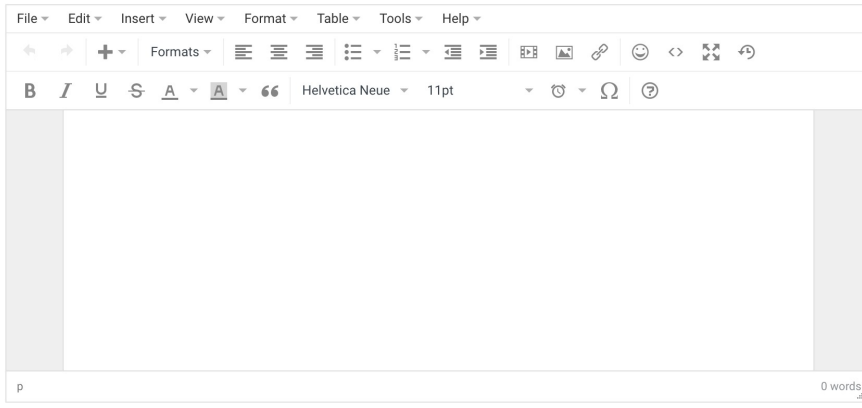 File Edit Insert View Format Table Tools Help
Formats
B I U S A A Helvetica Neue 11pt Ω
p 0 words